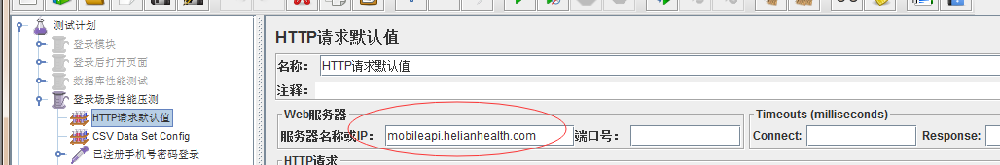 测试计划
登录模块
登录后打开页面
数据库性能测试
登录场景性能压测
HTTP请求默认值
CSV Data Set Config
已注册手机号密码登录
HTTP请求默认值
名称： HTTP请求默认值
注释：
Web服务器
Timeouts (milliseconds)
服务器名称或IP： mobileapi.helianhealth.com 端口号：
Connect: Response:
HTTP请求